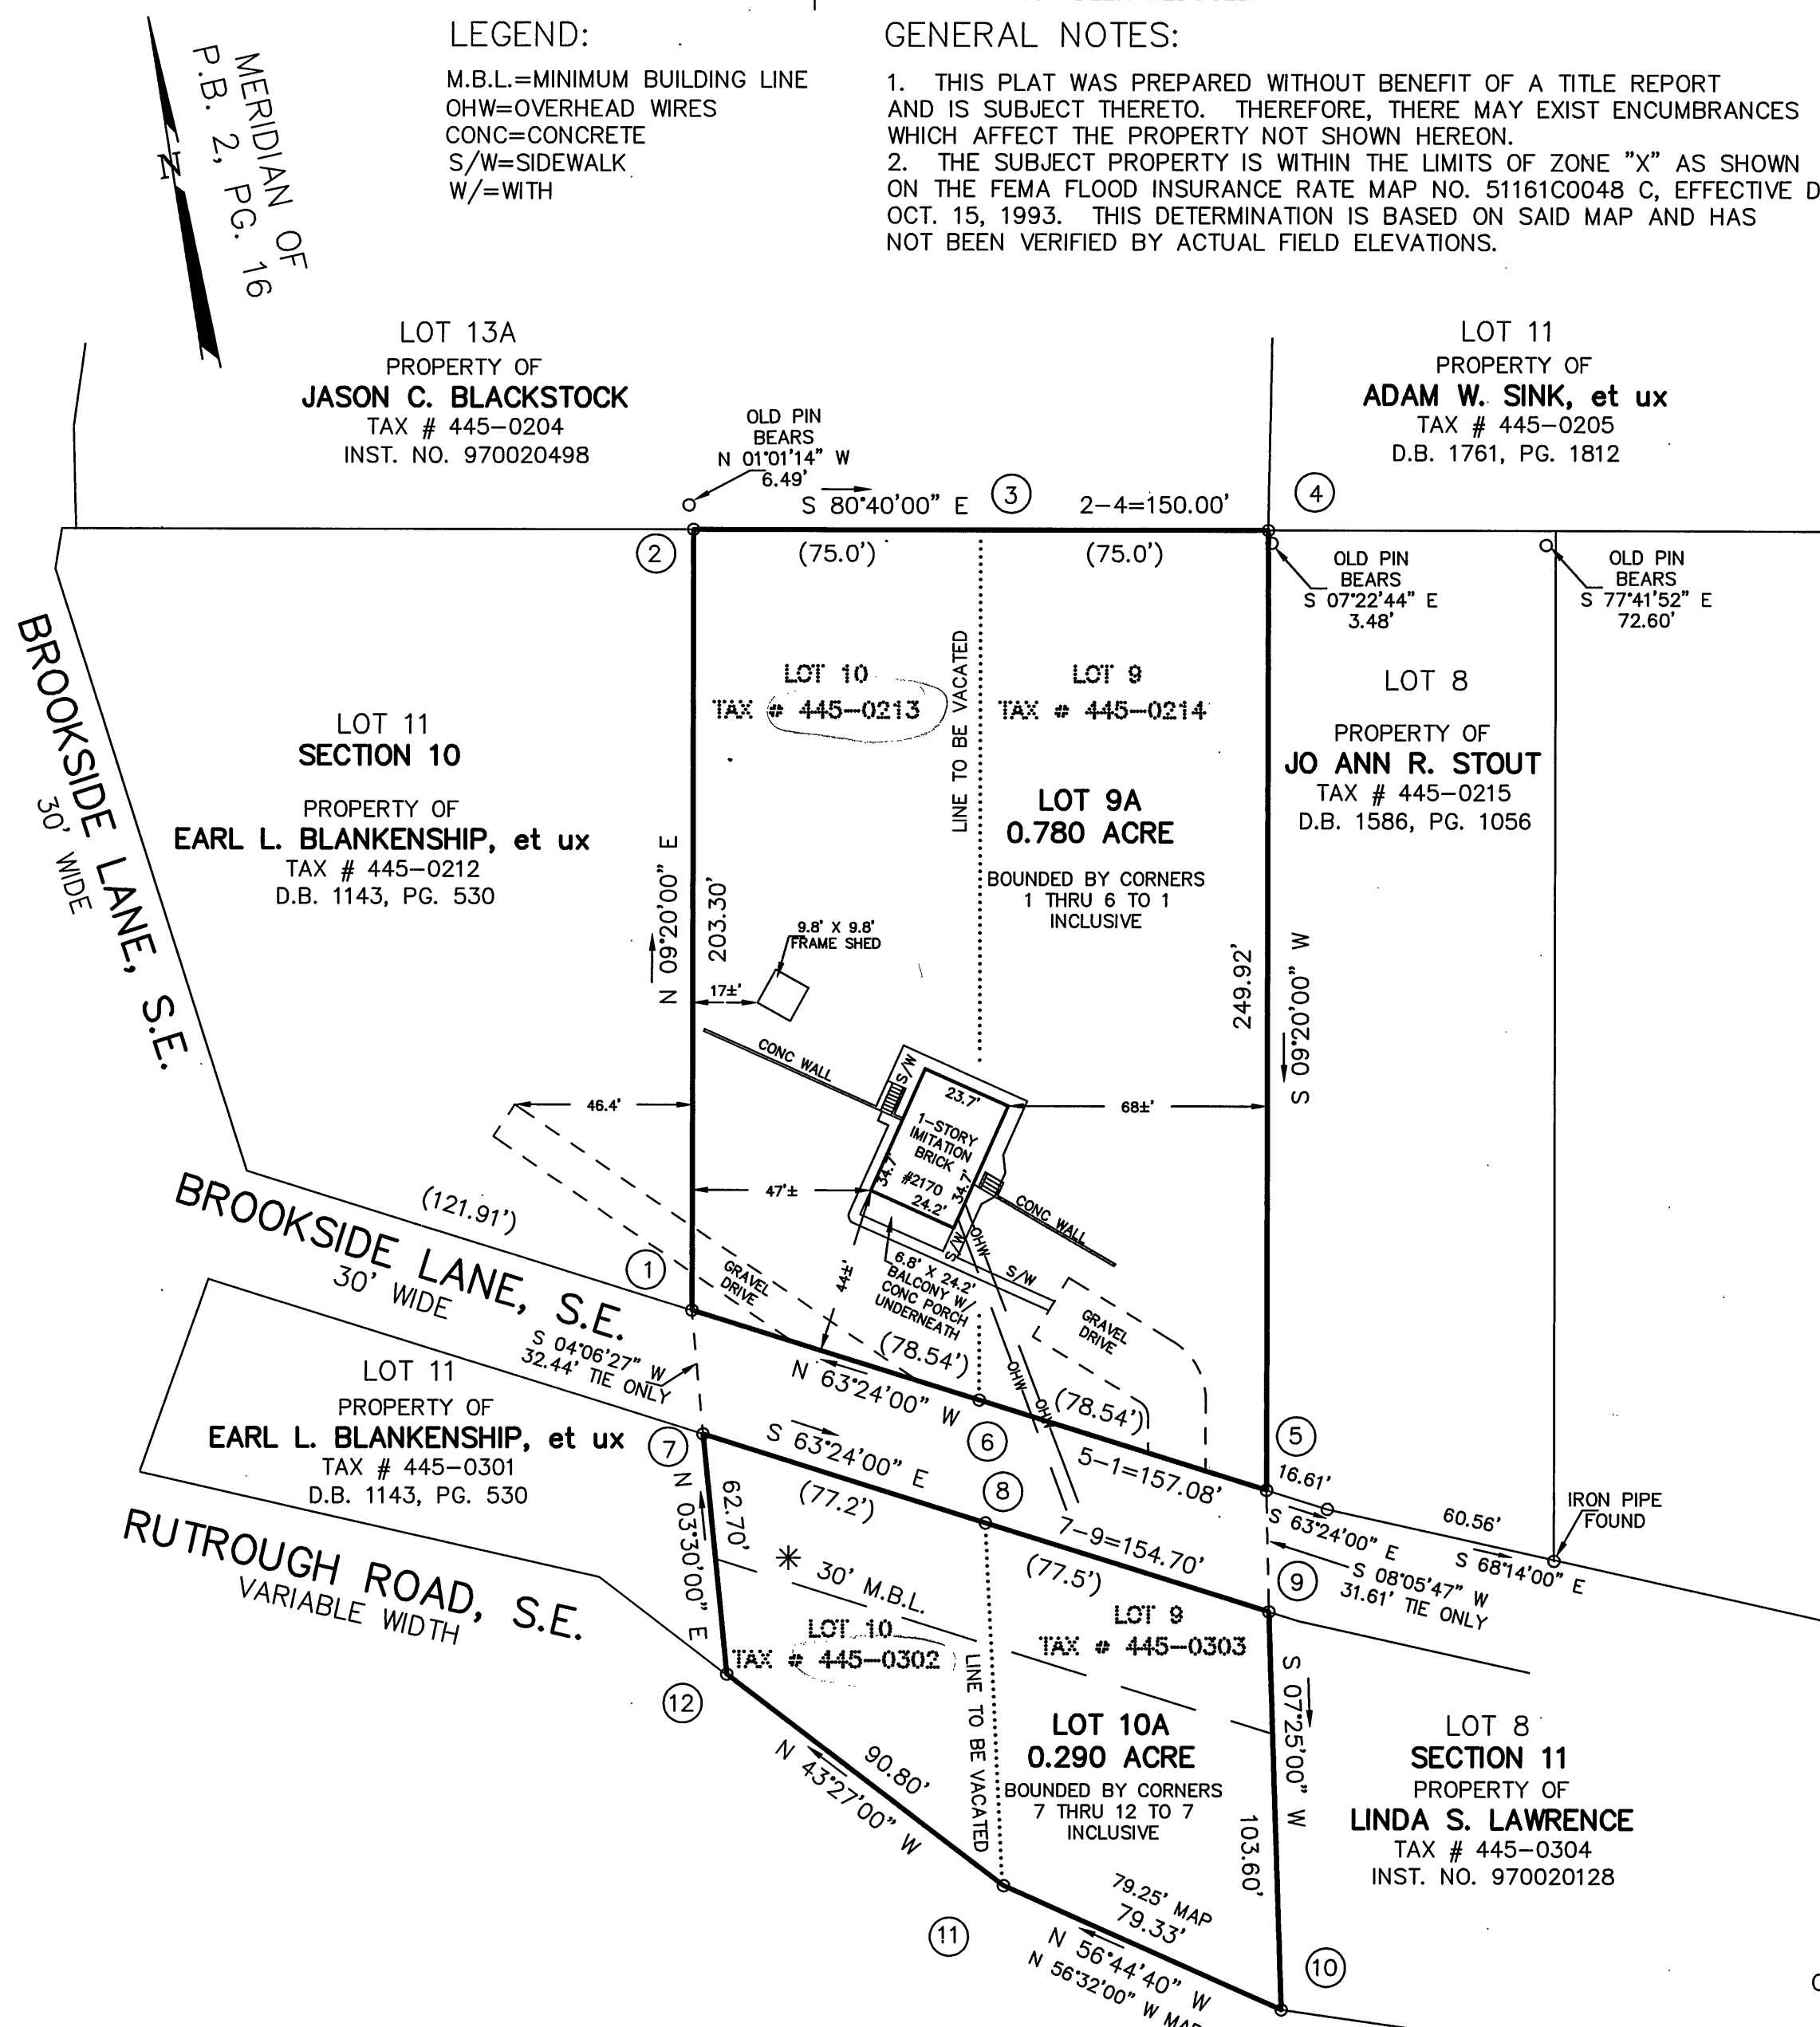 LEGEND:
M.B.L.=MINIMUM BUILDING LINE
OHW=OVERHEAD WIRES
CONC=CONCRETE
S/W=SIDEWALK
W/=WITH
GENERAL NOTES:
1. THIS PLAT WAS PREPARED WITHOUT BENEFIT OF A TITLE REPORT
AND IS SUBJECT THERETO. THEREFORE, THERE MAY EXIST ENCUMBRANCES
WHICH AFFECT THE PROPERTY NOT SHOWN HEREON.
2. THE SUBJECT PROPERTY IS WITHIN THE LIMITS OF ZONE "X" AS SHOWN
ON THE FEMA FLOOD INSURANCE RATE MAP NO. 51161C0048 C, EFFECTIVE D
OCT. 15, 1993. THIS DETERMINATION IS BASED ON SAID MAP AND HAS
NOT BEEN VERIFIED BY ACTUAL FIELD ELEVATIONS.
MERIDIAN OF
P.B. 2, PG. 16
N
LOT 13A
PROPERTY OF
JASON C. BLACKSTOCK
TAX # 445-0204
INST. NO. 970020498
LOT 11
PROPERTY OF
ADAM W. SINK, et ux
TAX # 445-0205
D.B. 1761, PG. 1812
OLD PIN
BEARS
N 01°01'14" W
6.49'
S 80°40'00" E
3
2-4=150.00'
4
2
(75.0')
(75.0')
OLD PIN
BEARS
S 07°22'44" E
3.48'
OLD PIN
BEARS
S 77°41'52" E
72.60'
BROOKSIDE LANE, S.E.
30' WIDE
LOT 11
SECTION 10
PROPERTY OF
EARL L. BLANKENSHIP, et ux
TAX # 445-0212
D.B. 1143, PG. 530
LOT 10
TAX # 445-0213
LINE TO BE VACATED
LOT 9
TAX # 445-0214
LOT 8
PROPERTY OF
JO ANN R. STOUT
TAX # 445-0215
D.B. 1586, PG. 1056
LOT 9A
0.780 ACRE
BOUNDED BY CORNERS
1 THRU 6 TO 1
INCLUSIVE
N 09°20'00" E
203.30'
9.8' X 9.8'
FRAME SHED
17±'
249.92'
S 09°20'00" W
CONC WALL
S/W
23.7'
1-STORY
IMITATION
BRICK
#2170
34.7'
34.7'
24.2'
46.4'
68±'
47'±
CONC WALL
OHW
S/W
S/W
6.8' X 24.2'
BALCONY W/
CONC PORCH
UNDERNEATH
44±'
GRAVEL
DRIVE
GRAVEL
DRIVE
(121.91')
BROOKSIDE LANE, S.E.
30' WIDE
1
S 04°06'27" W
32.44' TIE ONLY
(78.54')
N 63°24'00" W
OHW
OHW
(78.54')
6
5-1=157.08'
5
16.61'
S 63°24'00" E
60.56'
S 68°14'00" E
IRON PIPE
FOUND
S 08°05'47" W
31.61' TIE ONLY
LOT 11
PROPERTY OF
EARL L. BLANKENSHIP, et ux
TAX # 445-0301
D.B. 1143, PG. 530
7
S 63°24'00" E
(77.2')
8
7-9=154.70'
(77.5')
9
RUTROUGH ROAD, S.E.
VARIABLE WIDTH
N 03°30'00" E
62.70'
* 30' M.B.L.
LOT 10
TAX # 445-0302
LINE TO BE VACATED
LOT 9
TAX # 445-0303
12
LOT 10A
0.290 ACRE
BOUNDED BY CORNERS
7 THRU 12 TO 7
INCLUSIVE
S 07°25'00" W
103.60'
LOT 8
SECTION 11
PROPERTY OF
LINDA S. LAWRENCE
TAX # 445-0304
INST. NO. 970020128
90.80'
N 43°27'00" W
11
79.25' MAP
79.33'
N 56°44'40" W
N 56°32'00" W MAP
10